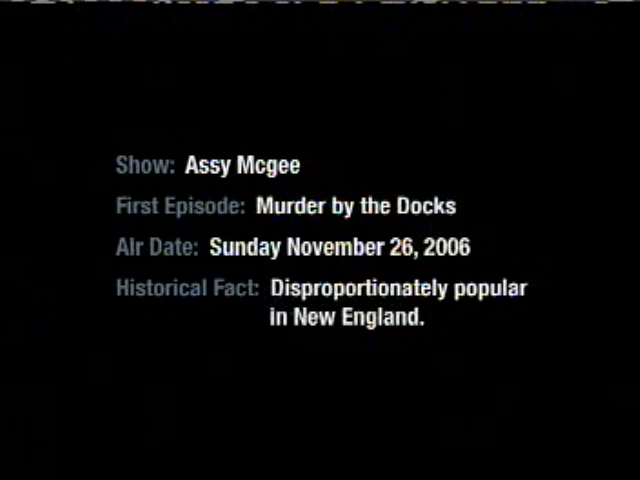 Show: Assy Mcgee
First Episode: Murder by the Docks
Air Date: Sunday November 26, 2006
Historical Fact: Disproportionately popular
in New England.